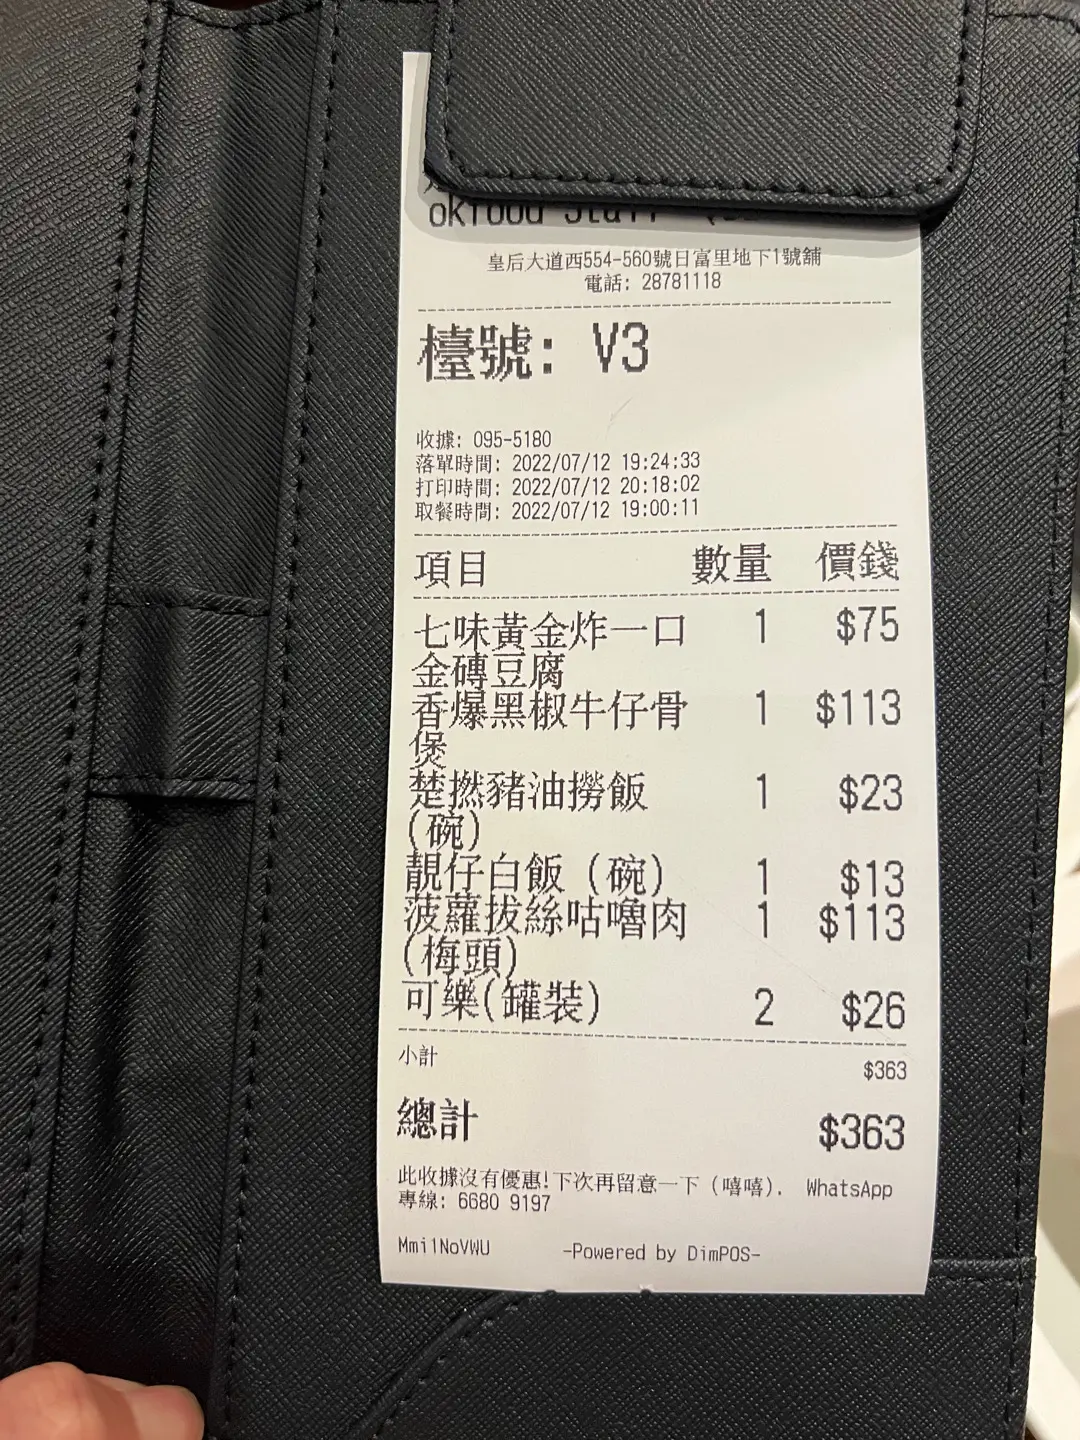 皇后大道西554-560號日富里地下1號舖
電話: 28781118
檯號: V3
收據: 095-5180
落單時間: 2022/07/12 19:24:33
打印時間: 2022/07/12 20:18:02
取餐時間: 2022/07/12 19:00:11
項目 數量 價錢
七味黃金炸一口 1 $75
金磚豆腐
香爆黑椒牛仔骨 1 $113
煲
楚撚豬油撈飯 1 $23
(碗)
靚仔白飯 (碗) 1 $13
菠蘿拔絲咕嚕肉 1 $113
(梅頭)
可樂(罐裝) 2 $26
小計 $363
總計 $363
此收據沒有優惠!下次再留意一下 (嘻嘻). WhatsApp
專線: 6680 9197
Mmi1NoVWU -Powered by DimPOS-